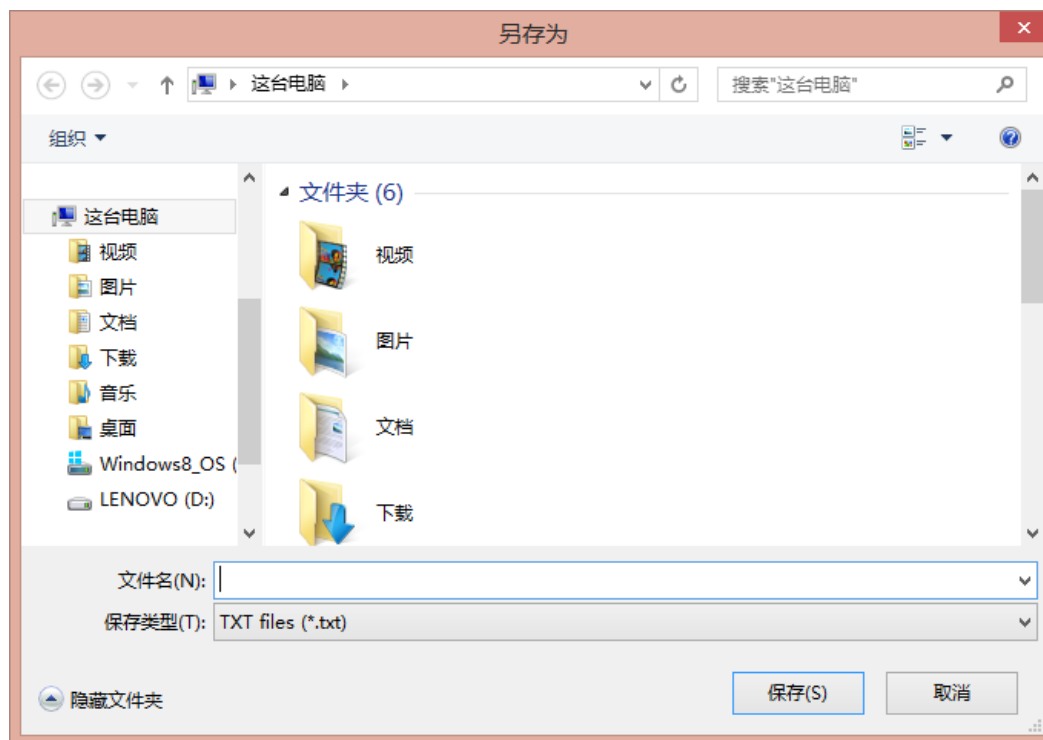 另存为
这台电脑
搜索"这台电脑"
组织
这台电脑
视频
图片
文档
下载
音乐
桌面
Windows8_OS (
LENOVO (D:)
文件夹 (6)
视频
图片
文档
下载
文件名(N):
保存类型(T): TXT files (*.txt)
隐藏文件夹
保存(S)
取消